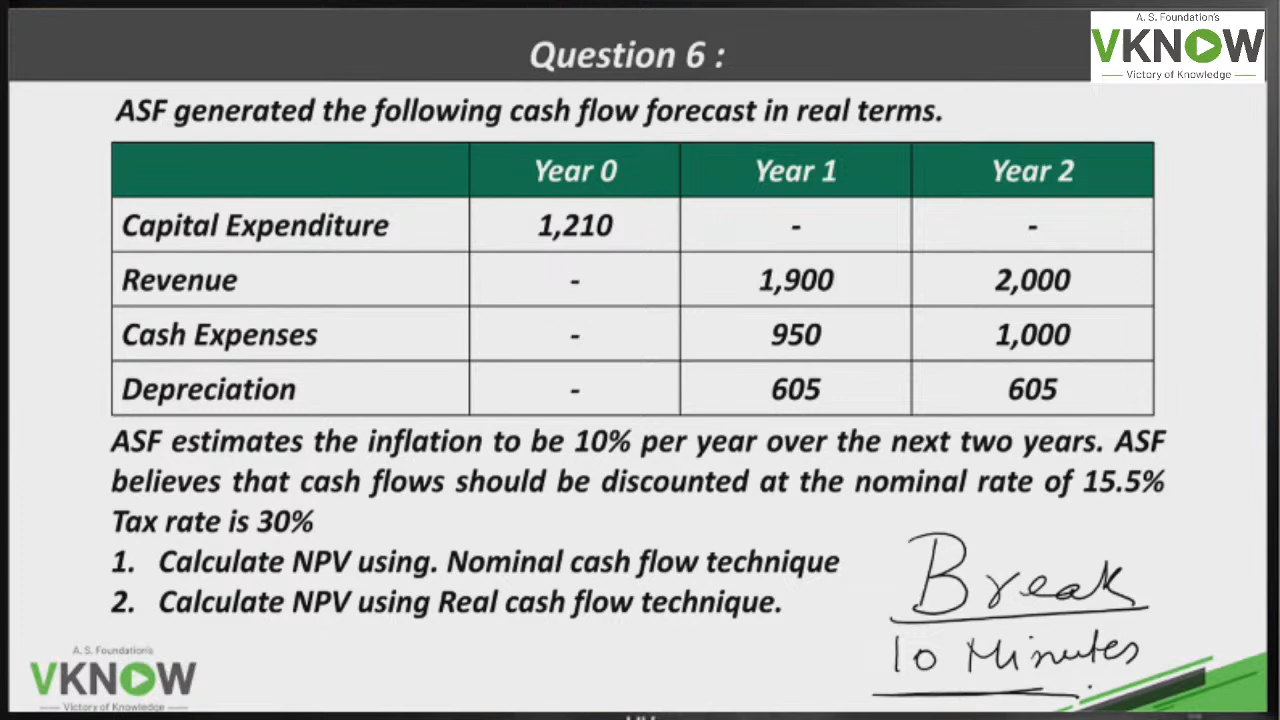 A. S. Foundation's
VKNOW
Victory of Knowledge
Question 6 :
ASF generated the following cash flow forecast in real terms.
Year 0 Year 1 Year 2
Capital Expenditure 1,210 - -
Revenue - 1,900 2,000
Cash Expenses - 950 1,000
Depreciation - 605 605
ASF estimates the inflation to be 10% per year over the next two years. ASF
believes that cash flows should be discounted at the nominal rate of 15.5%
Tax rate is 30%
1. Calculate NPV using. Nominal cash flow technique
2. Calculate NPV using Real cash flow technique.
Break
10 Minutes
A. S. Foundation's
VKNOW
Victory of Knowledge